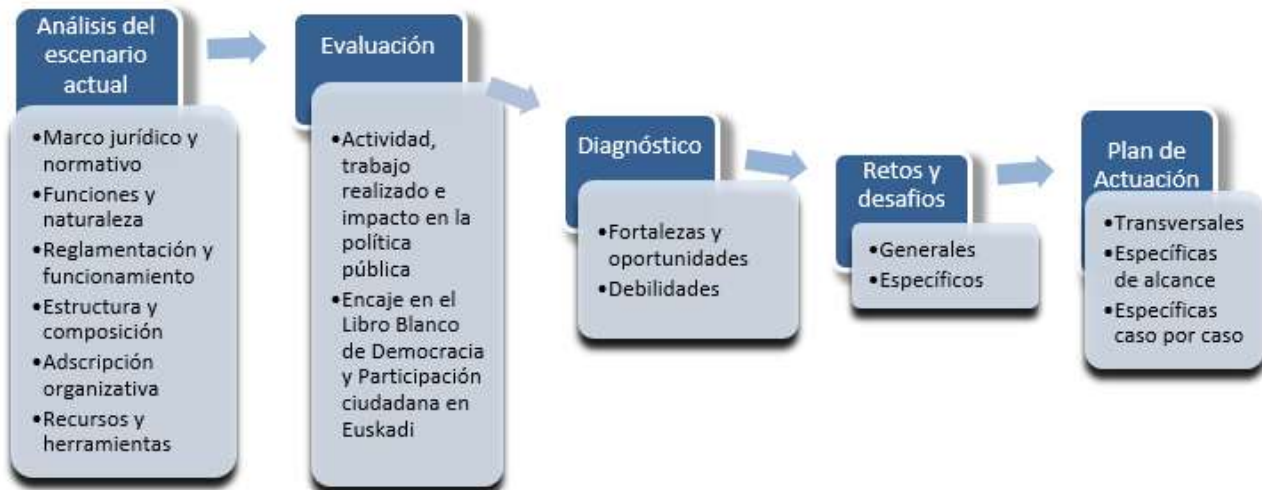 Análisis del
escenario
actual
•Marco jurídico y
normativo
•Funciones y
naturaleza
•Reglamentación y
funcionamiento
•Estructura y
composición
•Adscripción
organizativa
•Recursos y
herramientas
Evaluación
•Actividad,
trabajo
realizado e
impacto en la
política
pública
•Encaje en el
Libro Blanco
de Democracia
y Participación
ciudadana en
Euskadi
Diagnóstico
•Fortalezas y
oportunidades
•Debilidades
Retos y
desafios
•Generales
•Específicos
Plan de
Actuación
•Transversales
•Específicas
de alcance
•Específicas
caso por caso